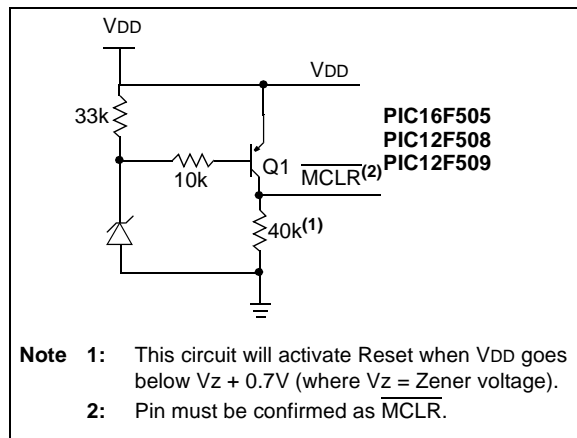 VDD
VDD
33k
PIC16F505
PIC12F508
PIC12F509
Q1
MCLR(2)
10k
40k(1)
Note 1: This circuit will activate Reset when VDD goes
below Vz + 0.7V (where Vz = Zener voltage).
2: Pin must be confirmed as MCLR.